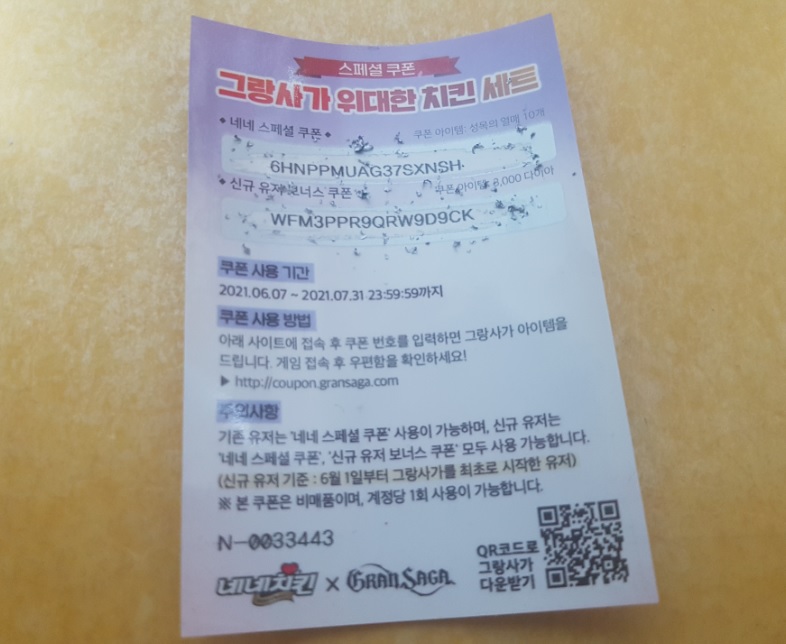 스페셜 쿠폰
그랑사가 위대한 치킨 세트
◆ 네네 스페셜 쿠폰 ◆
쿠폰 아이템: 성목의 열매 10개
6HNPPMUAG37SXNSH
◆ 신규 유저 보너스 쿠폰 ◆
쿠폰 아이템: 8,000 다이아
WFM3PPR9QRW9D9CK
쿠폰 사용 기간
2021.06.07 ~ 2021.07.31 23:59:59까지
쿠폰 사용 방법
아래 사이트에 접속 후 쿠폰 번호를 입력하면 그랑사가 아이템을
드립니다. 게임 접속 후 우편함을 확인하세요!
▶ http://coupon.gransaga.com
주의사항
기존 유저는 '네네 스페셜 쿠폰' 사용이 가능하며, 신규 유저는
'네네 스페셜 쿠폰', '신규 유저 보너스 쿠폰' 모두 사용 가능합니다.
(신규 유저 기준 : 6월 1일부터 그랑사가를 최초로 시작한 유저)
※ 본 쿠폰은 비매품이며, 계정당 1회 사용이 가능합니다.
N-0033443
네네치킨 x GRAN SAGA
QR코드로
그랑사가
다운받기